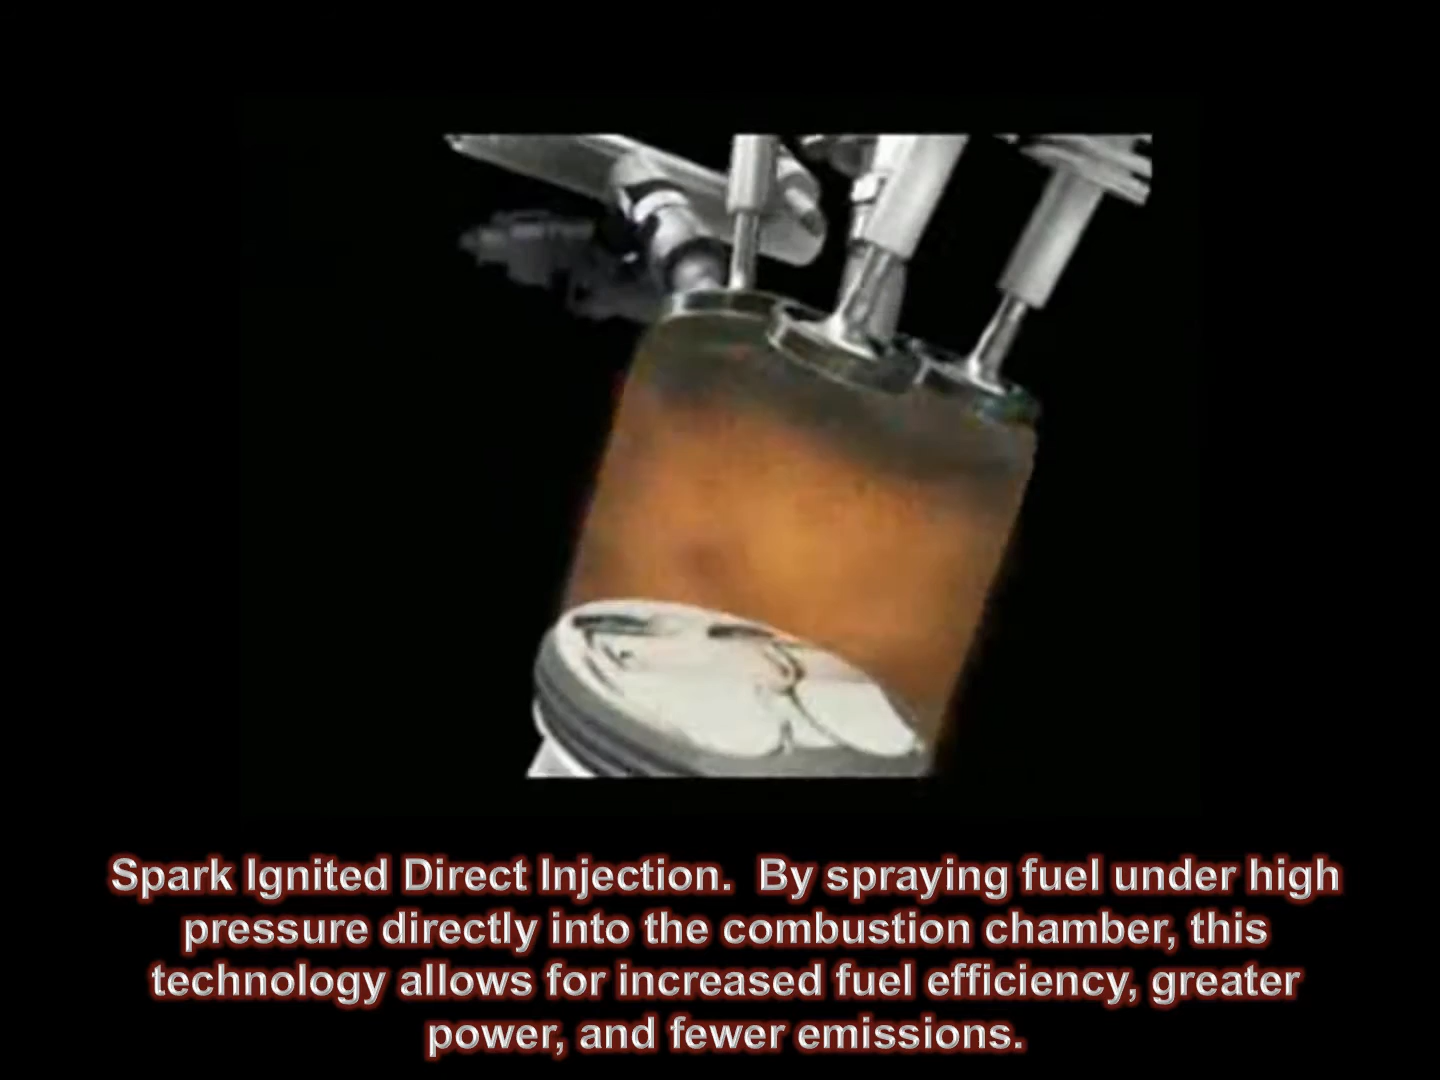 Spark Ignited Direct Injection.  By spraying fuel under high
pressure directly into the combustion chamber, this
technology allows for increased fuel efficiency, greater
power, and fewer emissions.